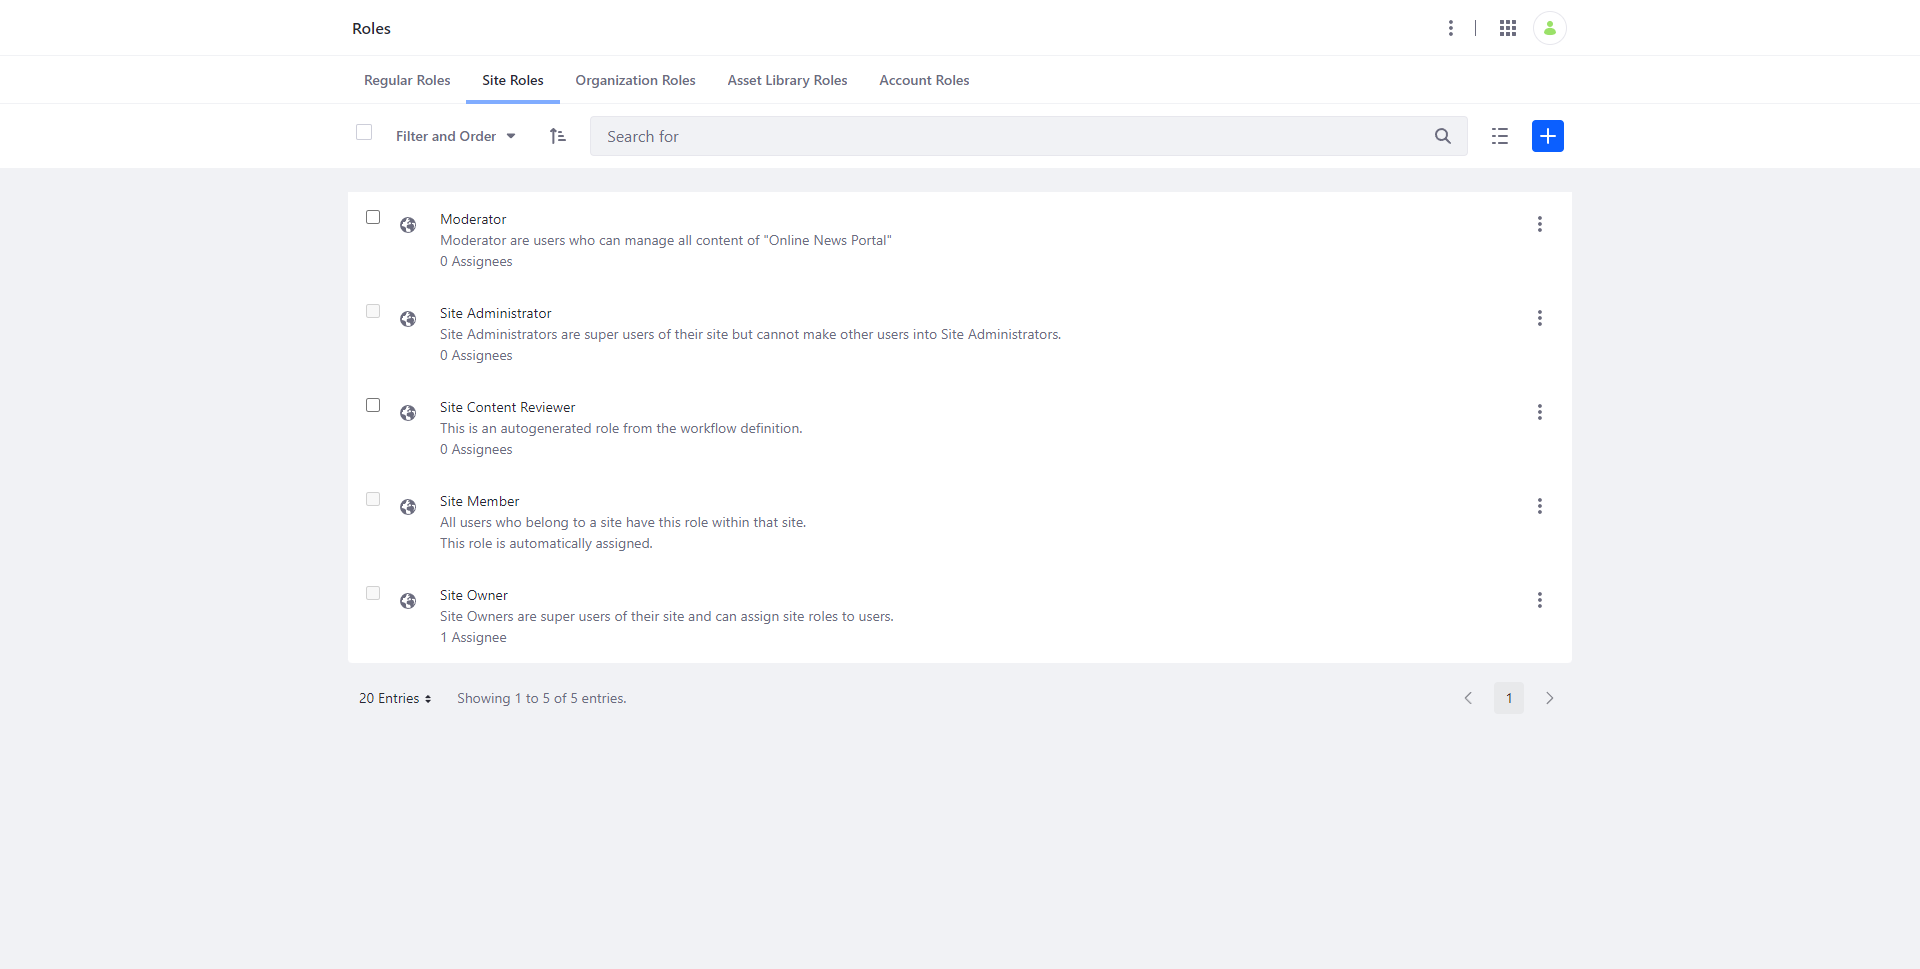 Roles
Regular Roles
Site Roles
Organization Roles
Asset Library Roles
Account Roles
Filter and Order
Search for
Moderator
Moderator are users who can manage all content of "Online News Portal"
0 Assignees
Site Administrator
Site Administrators are super users of their site but cannot make other users into Site Administrators.
0 Assignees
Site Content Reviewer
This is an autogenerated role from the workflow definition.
0 Assignees
Site Member
All users who belong to a site have this role within that site.
This role is automatically assigned.
Site Owner
Site Owners are super users of their site and can assign site roles to users.
1 Assignee
20 Entries
Showing 1 to 5 of 5 entries.
1